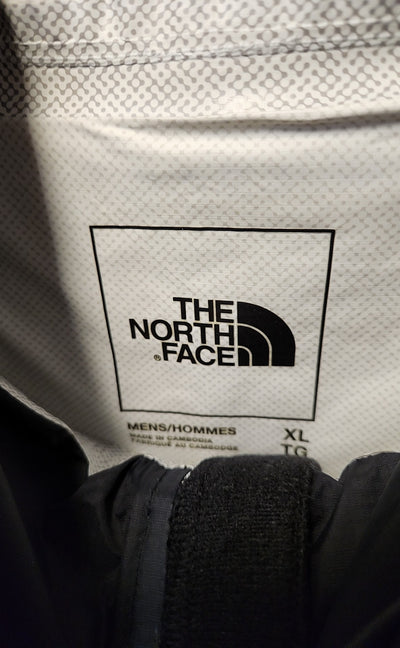 THE
NORTH
® FACE
MENS/HOMMES XL
MADE IN CAMBODIA TG
FABRIQUÉ AU CAMBODGE